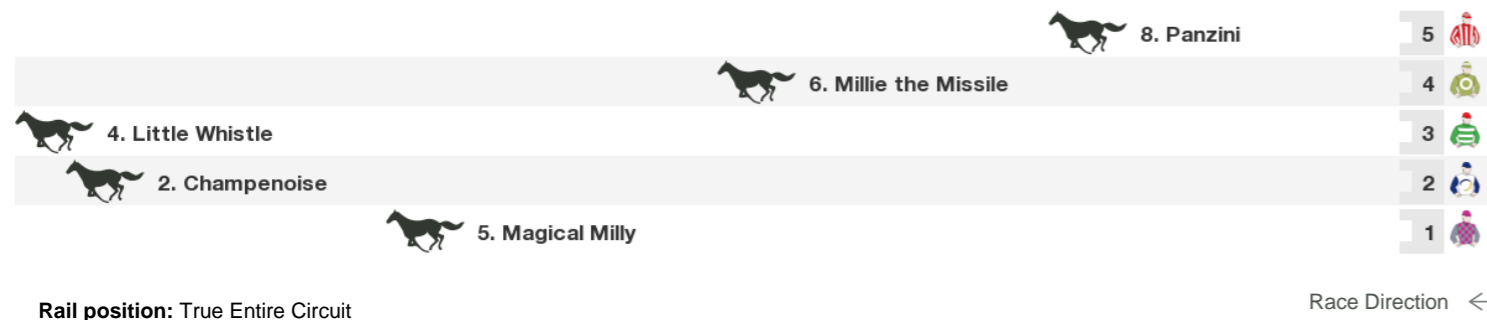 8. Panzini 5
6. Millie the Missile 4
4. Little Whistle 3
2. Champenoise 2
5. Magical Milly 1
Rail position: True Entire Circuit
Race Direction